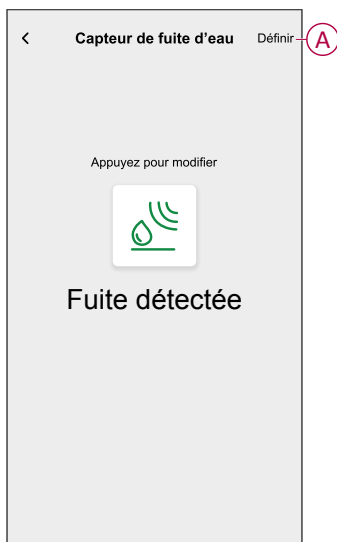 Capteur de fuite d'eau Définir A
Appuyez pour modifier
Fuite détectée